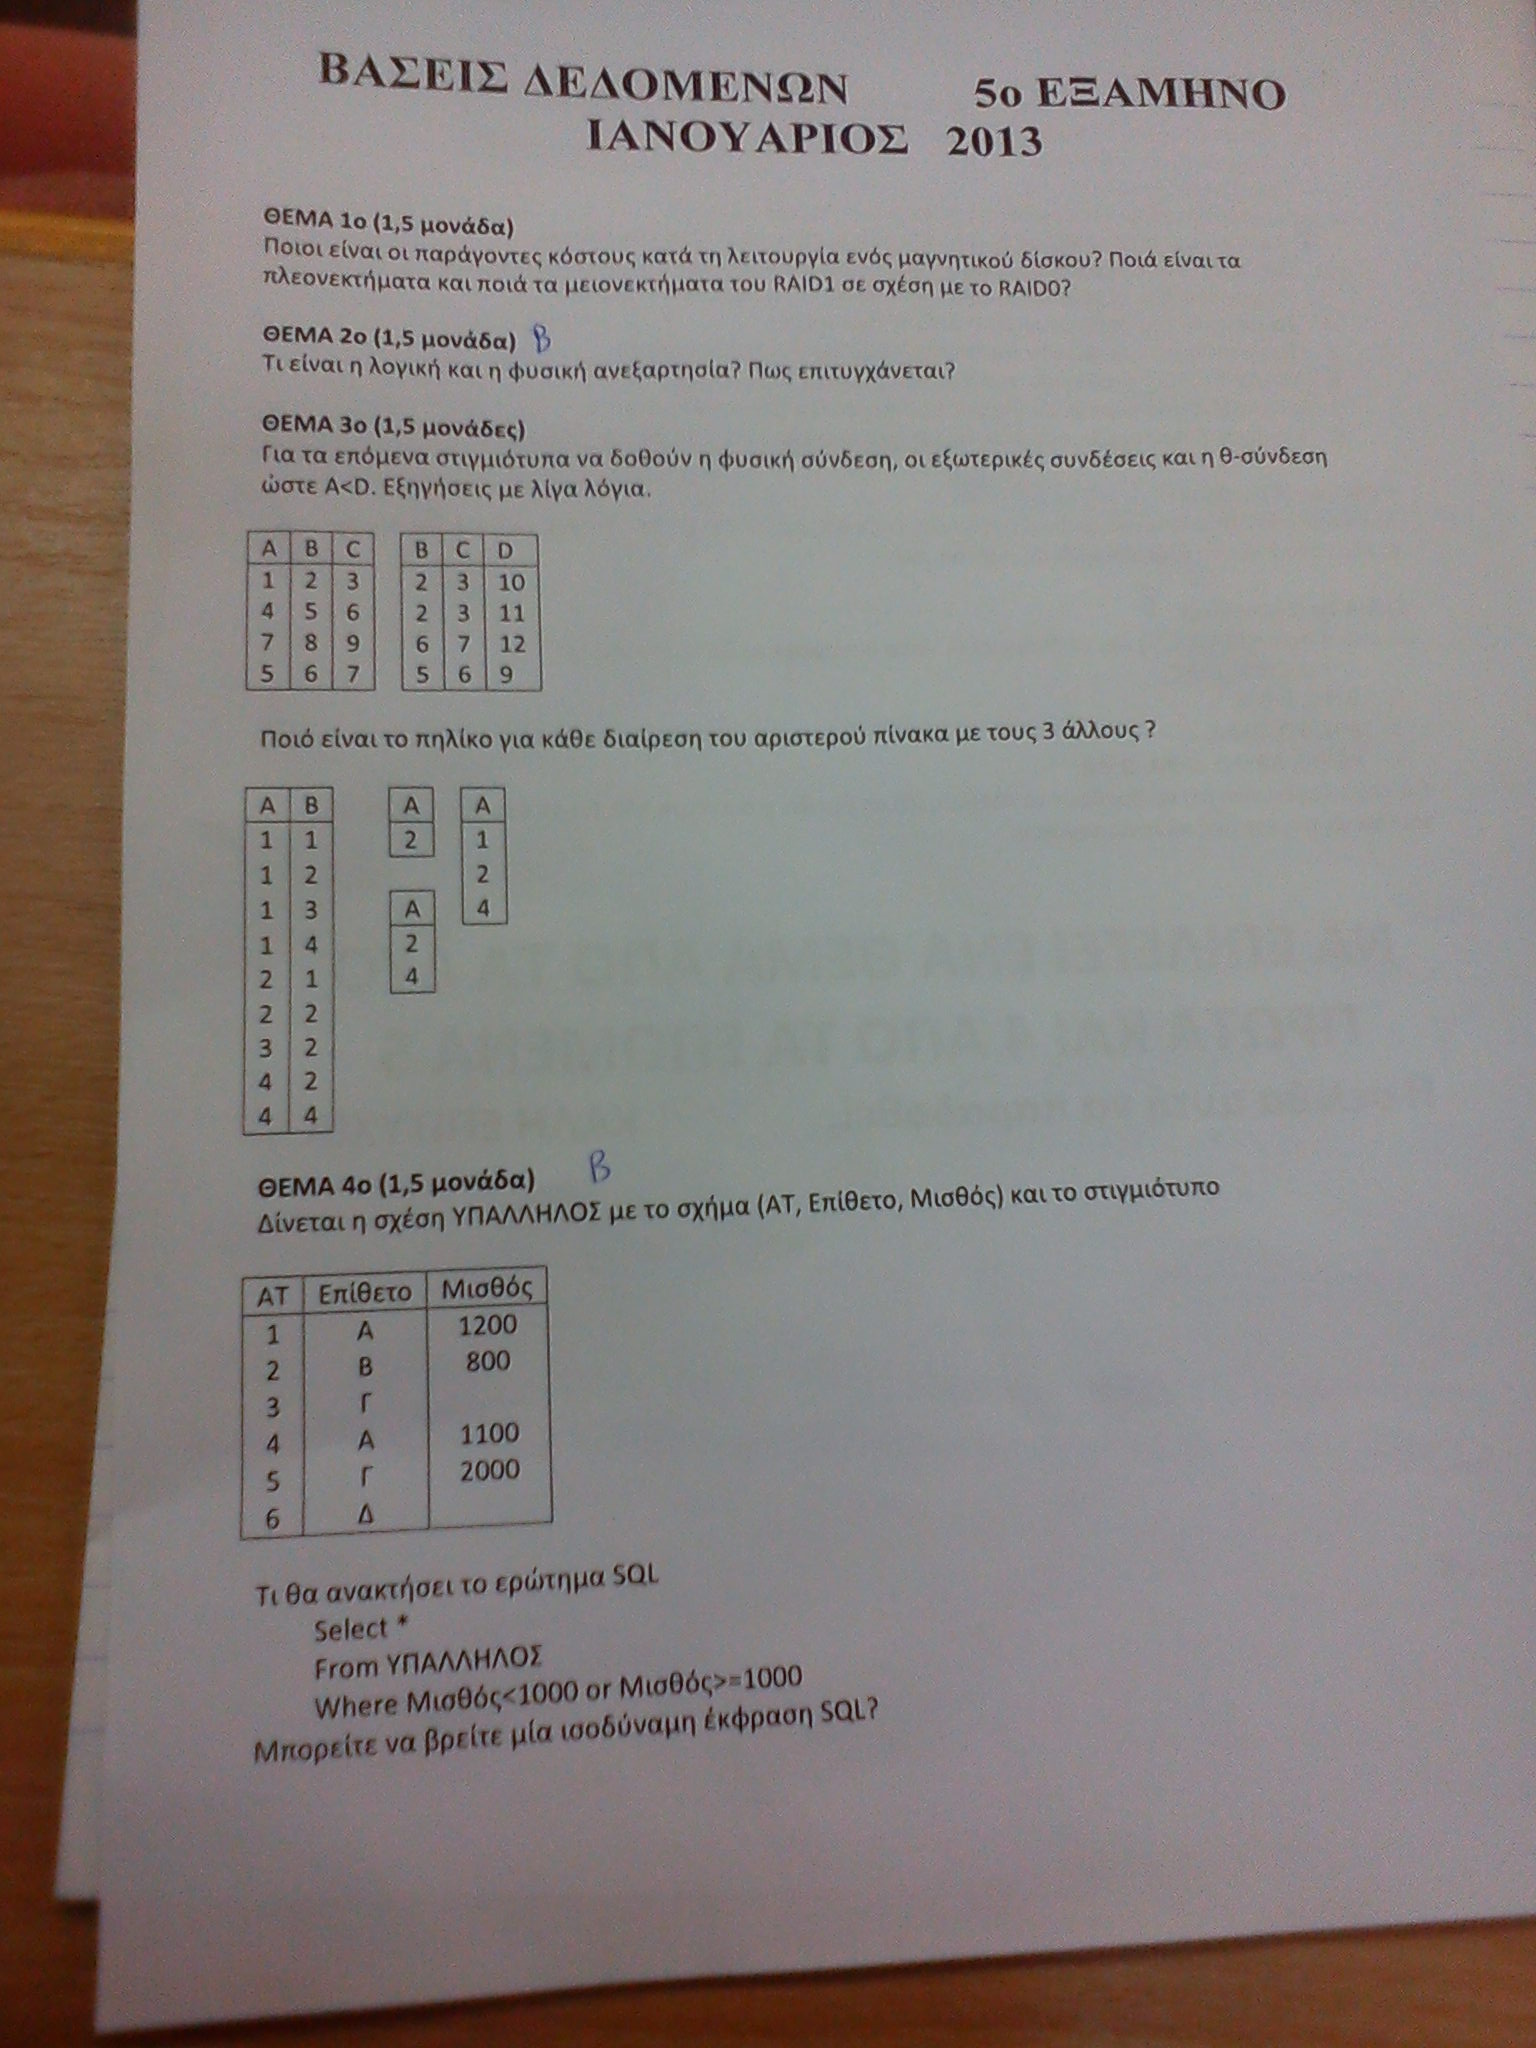 ΒΑΣΕΙΣ ΔΕΔΟΜΕΝΩΝ 5ο ΕΞΑΜΗΝΟ
ΙΑΝΟΥΑΡΙΟΣ 2013
ΘΕΜΑ 1ο (1,5 μονάδα)
Ποιοι είναι οι παράγοντες κόστους κατά τη λειτουργία ενός μαγνητικού δίσκου? Ποιά είναι τα
πλεονεκτήματα και ποιά τα μειονεκτήματα του RAID1 σε σχέση με το RAID0?
ΘΕΜΑ 2ο (1,5 μονάδα) B
Τι είναι η λογική και η φυσική ανεξαρτησία? Πως επιτυγχάνεται?
ΘΕΜΑ 3ο (1,5 μονάδες)
Για τα επόμενα στιγμιότυπα να δοθούν η φυσική σύνδεση, οι εξωτερικές συνδέσεις και η θ-σύνδεση
ώστε A<D. Εξηγήσεις με λίγα λόγια.
A B C B C D
1 2 3 2 3 10
4 5 6 2 3 11
7 8 9 6 7 12
5 6 7 5 6 9
Ποιό είναι το πηλίκο για κάθε διαίρεση του αριστερού πίνακα με τους 3 άλλους ?
A B A A
1 1 2 1
1 2 2
1 3 A 4
1 4 2
2 1 4
2 2
3 2
4 2
4 4
ΘΕΜΑ 4ο (1,5 μονάδα) B
Δίνεται η σχέση ΥΠΑΛΛΗΛΟΣ με το σχήμα (ΑΤ, Επίθετο, Μισθός) και το στιγμιότυπο
ΑΤ Επίθετο Μισθός
1 Α 1200
2 Β 800
3 Γ
4 Α 1100
5 Γ 2000
6 Δ
Τι θα ανακτήσει το ερώτημα SQL
Select *
From ΥΠΑΛΛΗΛΟΣ
Where Μισθός<1000 or Μισθός>=1000
Μπορείτε να βρείτε μία ισοδύναμη έκφραση SQL?